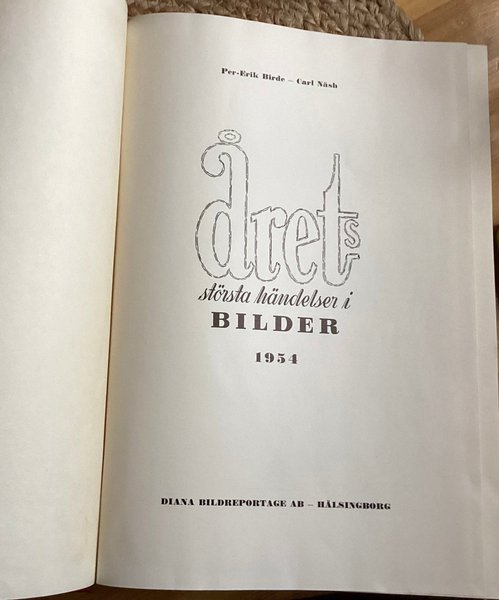 Per-Erik Birde – Carl Näsh
Årets
största händelser i
BILDER
1954
DIANA BILDREPORTAGE AB – HÄLSINGBORG